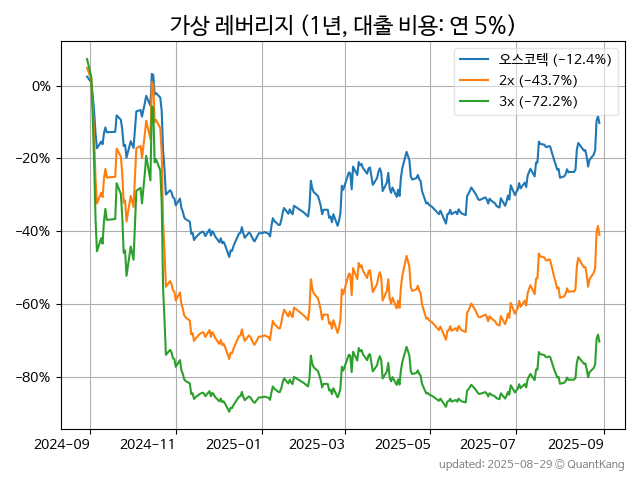 가상 레버리지 (1년, 대출 비용: 연 5%)
오스코텍 (−12.4%)
2x (−43.7%)
3x (−72.2%)
0%
−20%
−40%
−60%
−80%
2024-09 2024-11 2025-01 2025-03 2025-05 2025-07 2025-09
updated: 2025-08-29 ⓒ QuantKang